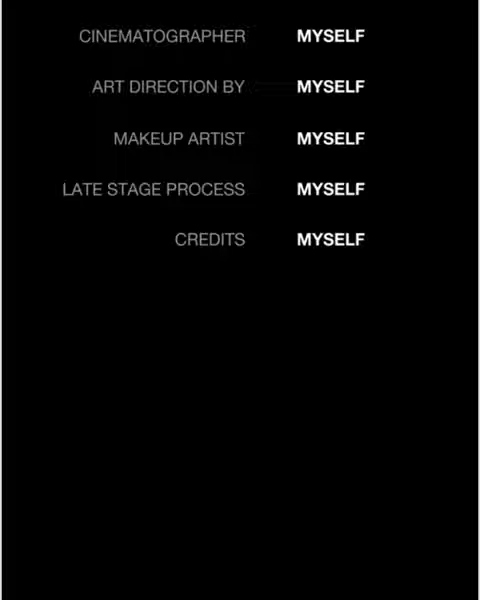 CINEMATOGRAPHER MYSELF
ART DIRECTION BY MYSELF
MAKEUP ARTIST MYSELF
LATE STAGE PROCESS MYSELF
CREDITS MYSELF